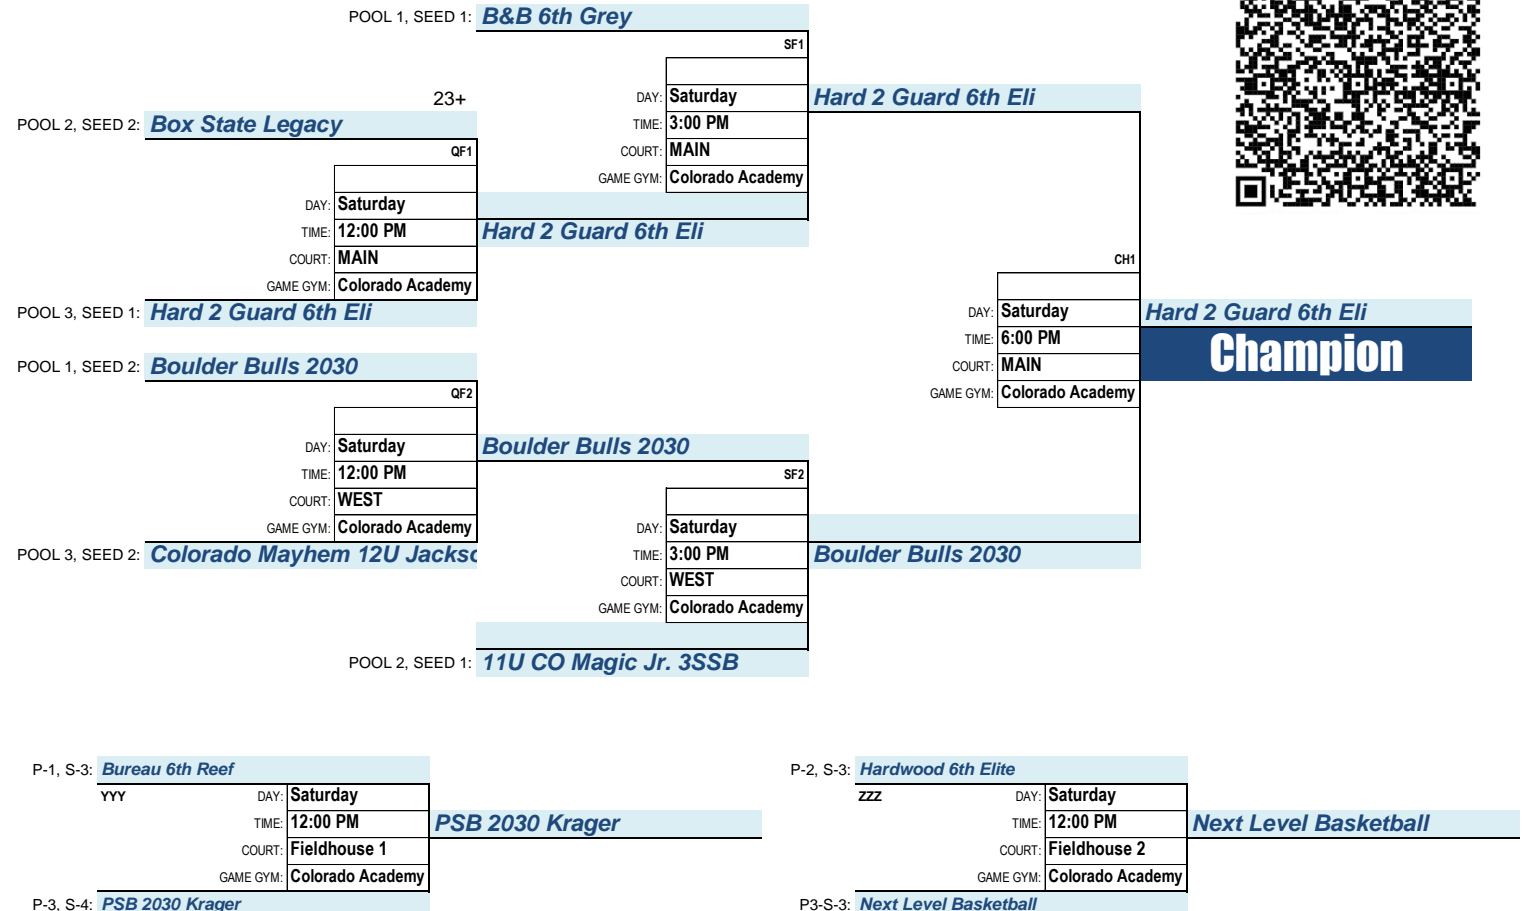 POOL 1, SEED 1: B&B 6th Grey
SF1
23+
DAY: Saturday
Hard 2 Guard 6th Eli
POOL 2, SEED 2: Box State Legacy
TIME: 3:00 PM
QF1
COURT: MAIN
GAME GYM: Colorado Academy
DAY: Saturday
TIME: 12:00 PM
Hard 2 Guard 6th Eli
COURT: MAIN
CH1
GAME GYM: Colorado Academy
POOL 3, SEED 1: Hard 2 Guard 6th Eli
DAY: Saturday
Hard 2 Guard 6th Eli
TIME: 6:00 PM
Champion
POOL 1, SEED 2: Boulder Bulls 2030
COURT: MAIN
QF2
GAME GYM: Colorado Academy
DAY: Saturday
Boulder Bulls 2030
TIME: 12:00 PM
SF2
COURT: WEST
GAME GYM: Colorado Academy
DAY: Saturday
POOL 3, SEED 2: Colorado Mayhem 12U Jackso
TIME: 3:00 PM
Boulder Bulls 2030
COURT: WEST
GAME GYM: Colorado Academy
POOL 2, SEED 1: 11U CO Magic Jr. 3SSB
P-1, S-3: Bureau 6th Reef
YYY
DAY: Saturday
TIME: 12:00 PM
PSB 2030 Krager
COURT: Fieldhouse 1
GAME GYM: Colorado Academy
P-3, S-4: PSB 2030 Krager
P-2, S-3: Hardwood 6th Elite
ZZZ
DAY: Saturday
TIME: 12:00 PM
Next Level Basketball
COURT: Fieldhouse 2
GAME GYM: Colorado Academy
P3-S-3: Next Level Basketball